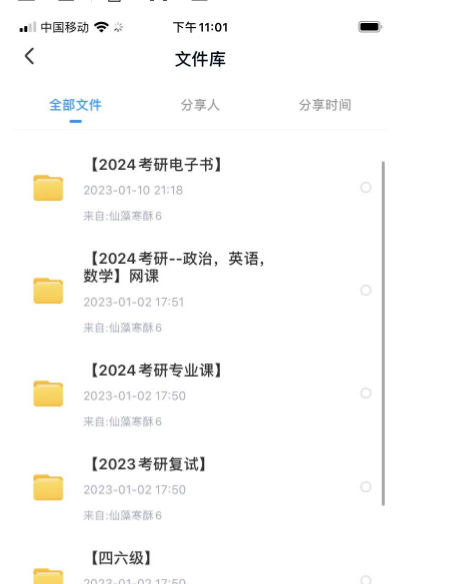 中国移动
下午11:01
文件库
全部文件
分享人
分享时间
【2024考研电子书】
2023-01-10 21:18
来自:仙藻寒酥6
【2024考研--政治，英语，
数学】网课
2023-01-02 17:51
来自:仙藻寒酥6
【2024考研专业课】
2023-01-02 17:50
来自:仙藻寒酥6
【2023考研复试】
2023-01-02 17:50
来自:仙藻寒酥6
【四六级】
2023-01-02 17:50